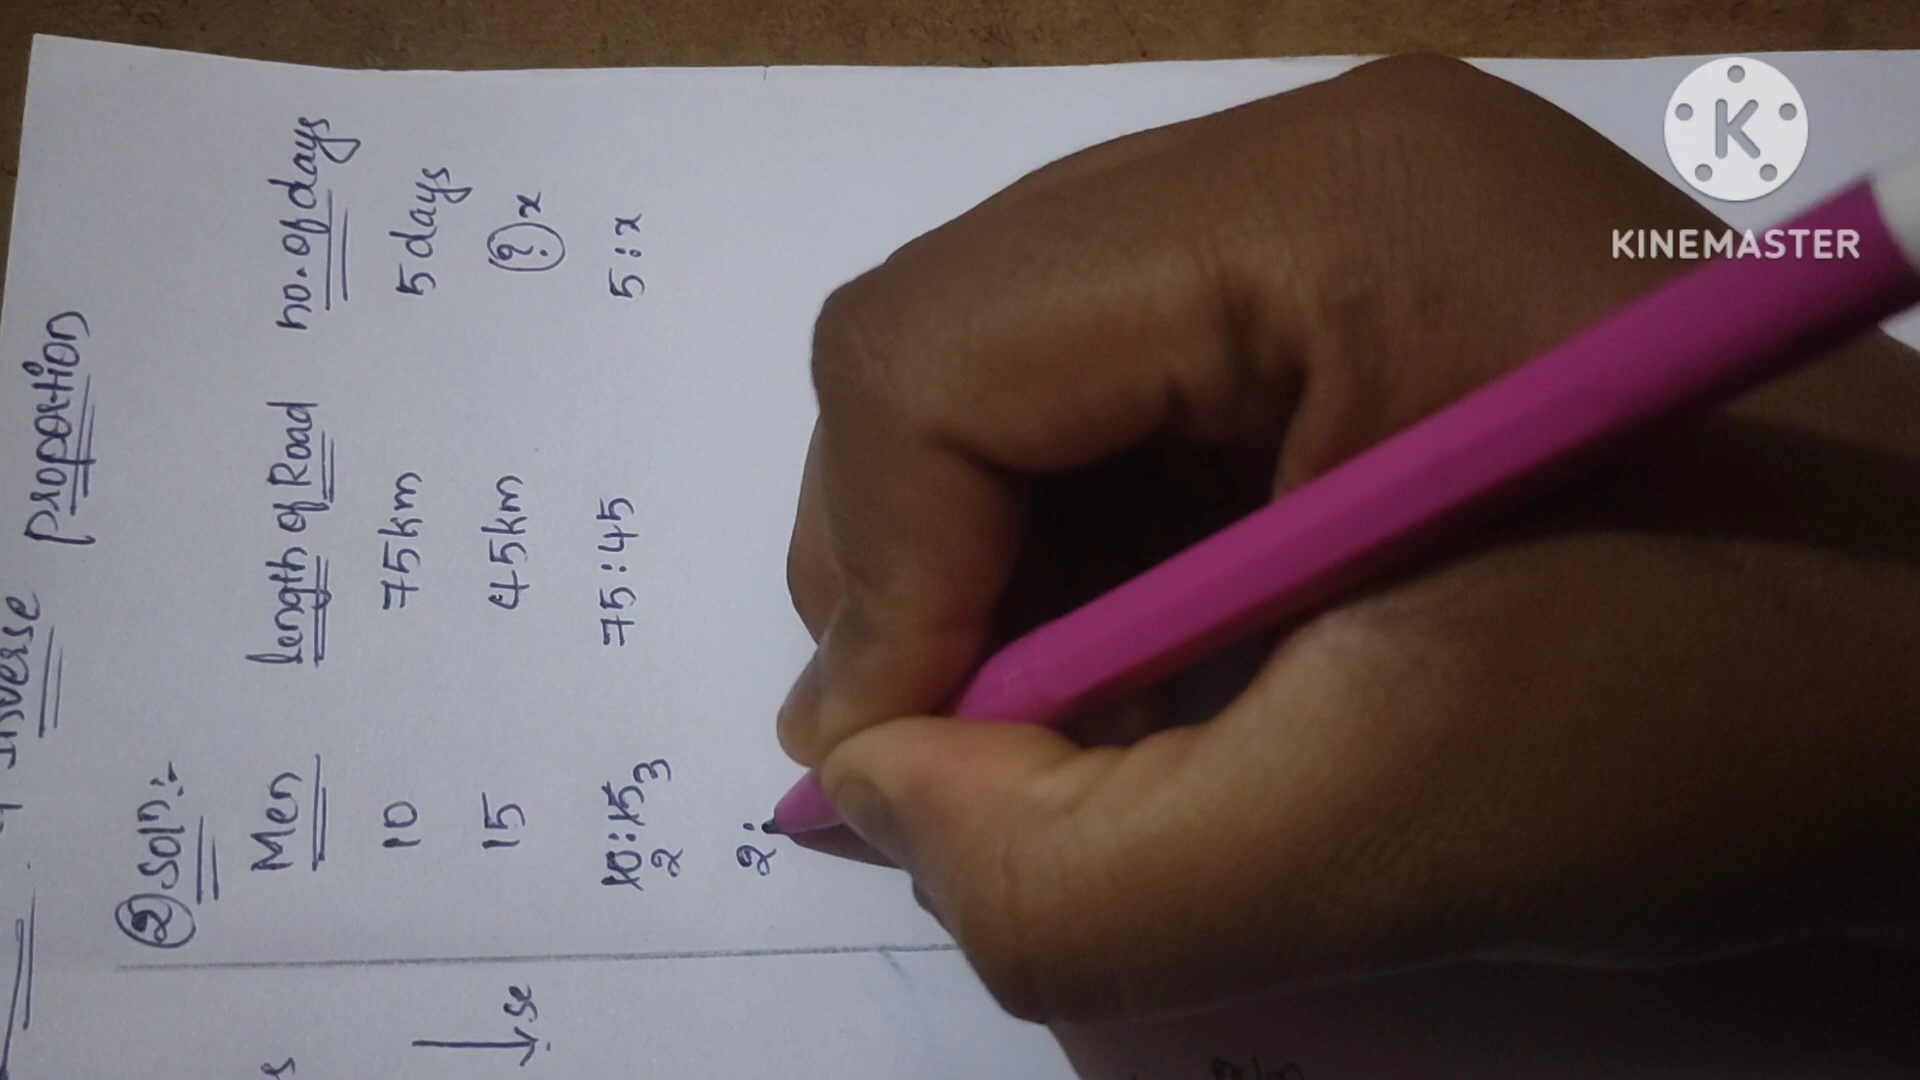 Inverse Proportion
② Soln:-
Men length of Road no. of days
10 75km 5 days
15 45km (?) x
10:15 75:45 5:x
2 3
2:
se
K
KINEMASTER